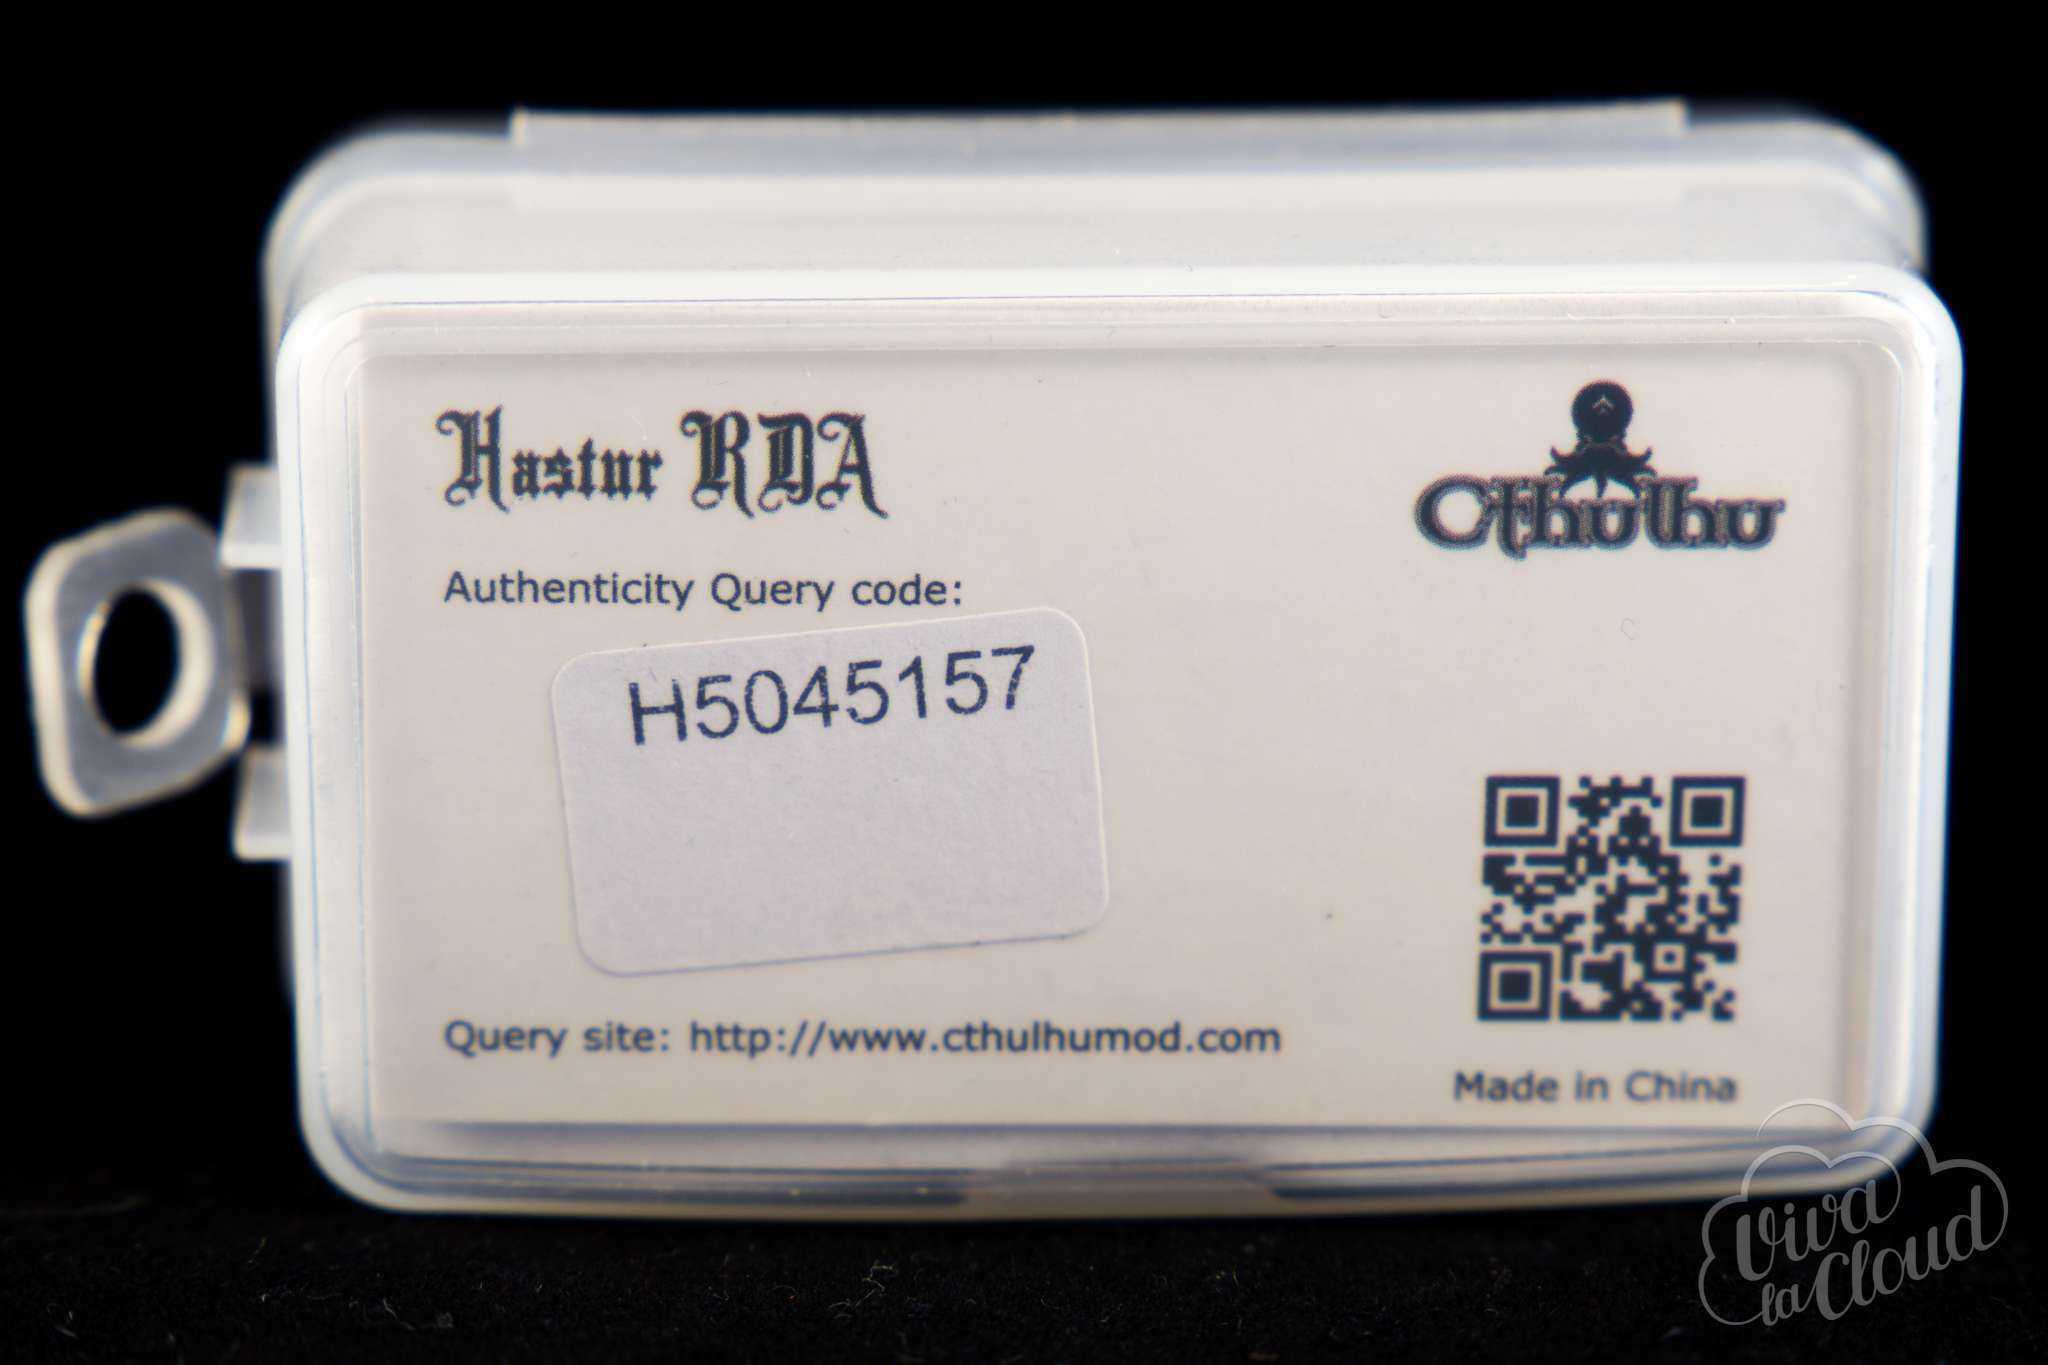 Hastur RDA
Cthulhu
Authenticity Query code:
H5045157
Query site: http://www.cthulhumod.com
Made in China
Viva
la Cloud